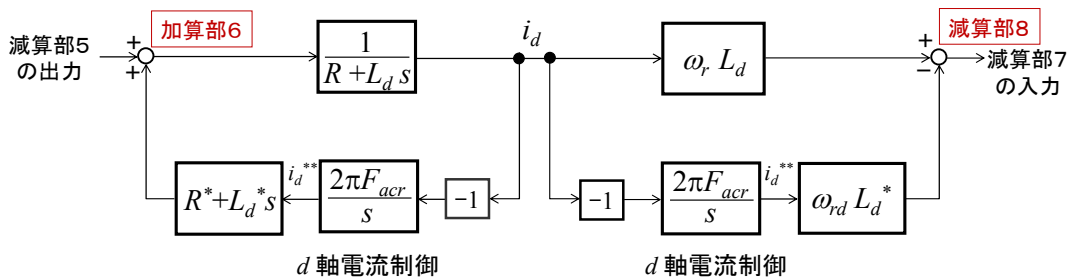 減算部5
の出力
+
+
加算部6
1
R +L_d s
i_d
ω_r L_d
減算部8
+
−
減算部7
の入力
R^*+L_d^*s
i_d^**
2πF_acr
s
−1
−1
2πF_acr
s
i_d^**
ω_rd L_d^*
d 軸電流制御
d 軸電流制御